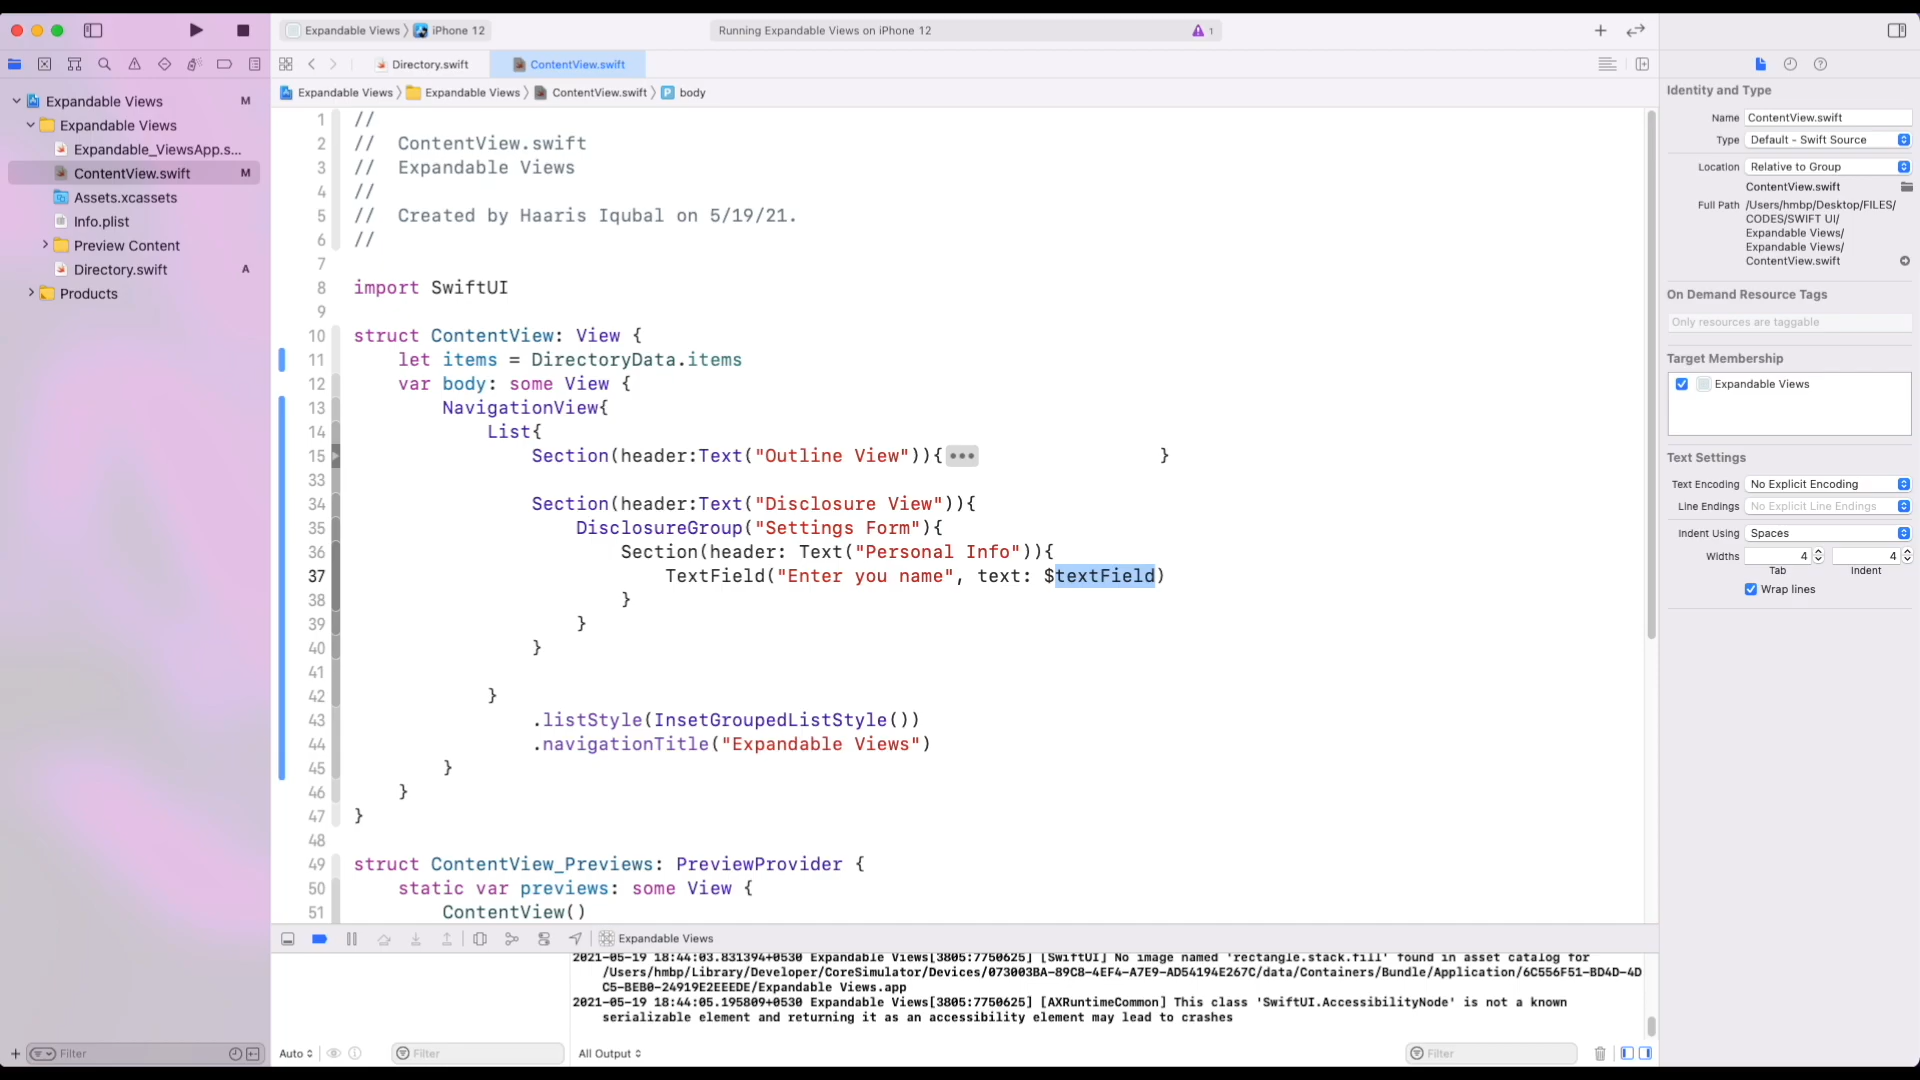 Expandable Views
iPhone 12
Running Expandable Views on iPhone 12
1
Directory.swift
ContentView.swift
Expandable Views
Expandable Views
ContentView.swift
body
Expandable Views M
Expandable Views
Expandable_ViewsApp.s...
ContentView.swift M
Assets.xcassets
Info.plist
Preview Content
Directory.swift A
Products
Filter
1 //
2 //  ContentView.swift
3 //  Expandable Views
4 //
5 //  Created by Haaris Iqubal on 5/19/21.
6 //
7
8 import SwiftUI
9
10 struct ContentView: View {
11 let items = DirectoryData.items
12 var body: some View {
13 NavigationView{
14 List{
15 Section(header:Text("Outline View")){••• }
33
34 Section(header:Text("Disclosure View")){
35 DisclosureGroup("Settings Form"){
36 Section(header: Text("Personal Info")){
37 TextField("Enter you name", text: $textField)
38 }
39 }
40 }
41
42 }
43 .listStyle(InsetGroupedListStyle())
44 .navigationTitle("Expandable Views")
45 }
46 }
47 }
48
49 struct ContentView_Previews: PreviewProvider {
50 static var previews: some View {
51 ContentView()
Expandable Views
2021-05-19 18:44:03.831394+0530 Expandable Views[3805:7750625] [SwiftUI] No image named 'rectangle.stack.fill' found in asset catalog for
/Users/hmbp/Library/Developer/CoreSimulator/Devices/073003BA-89C8-4EF4-A7E9-AD54194E267C/data/Containers/Bundle/Application/6C556F51-BD4D-4D
C5-BEB0-24919E2EEEDE/Expandable Views.app
2021-05-19 18:44:05.195809+0530 Expandable Views[3805:7750625] [AXRuntimeCommon] This class 'SwiftUI.AccessibilityNode' is not a known
serializable element and returning it as an accessibility element may lead to crashes
Auto
Filter
All Output
Filter
Identity and Type
Name ContentView.swift
Type Default - Swift Source
Location Relative to Group
ContentView.swift
Full Path /Users/hmbp/Desktop/FILES/
CODES/SWIFT UI/
Expandable Views/
Expandable Views/
ContentView.swift
On Demand Resource Tags
Only resources are taggable
Target Membership
Expandable Views
Text Settings
Text Encoding No Explicit Encoding
Line Endings No Explicit Line Endings
Indent Using Spaces
Widths 4 4
Tab Indent
Wrap lines